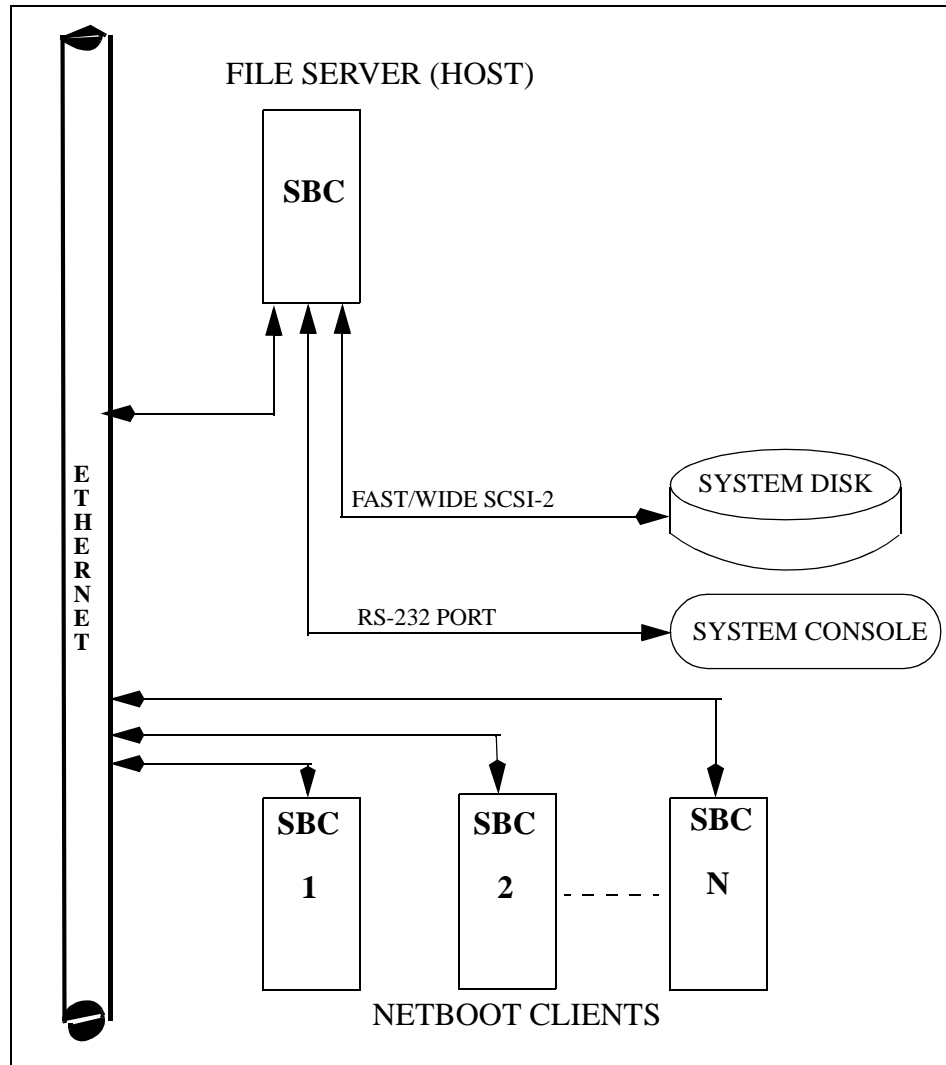 FILE SERVER (HOST)
SBC
ETHERNET
SYSTEM DISK
FAST/WIDE SCSI-2
RS-232 PORT
SYSTEM CONSOLE
SBC
1
SBC
2
SBC
N
NETBOOT CLIENTS